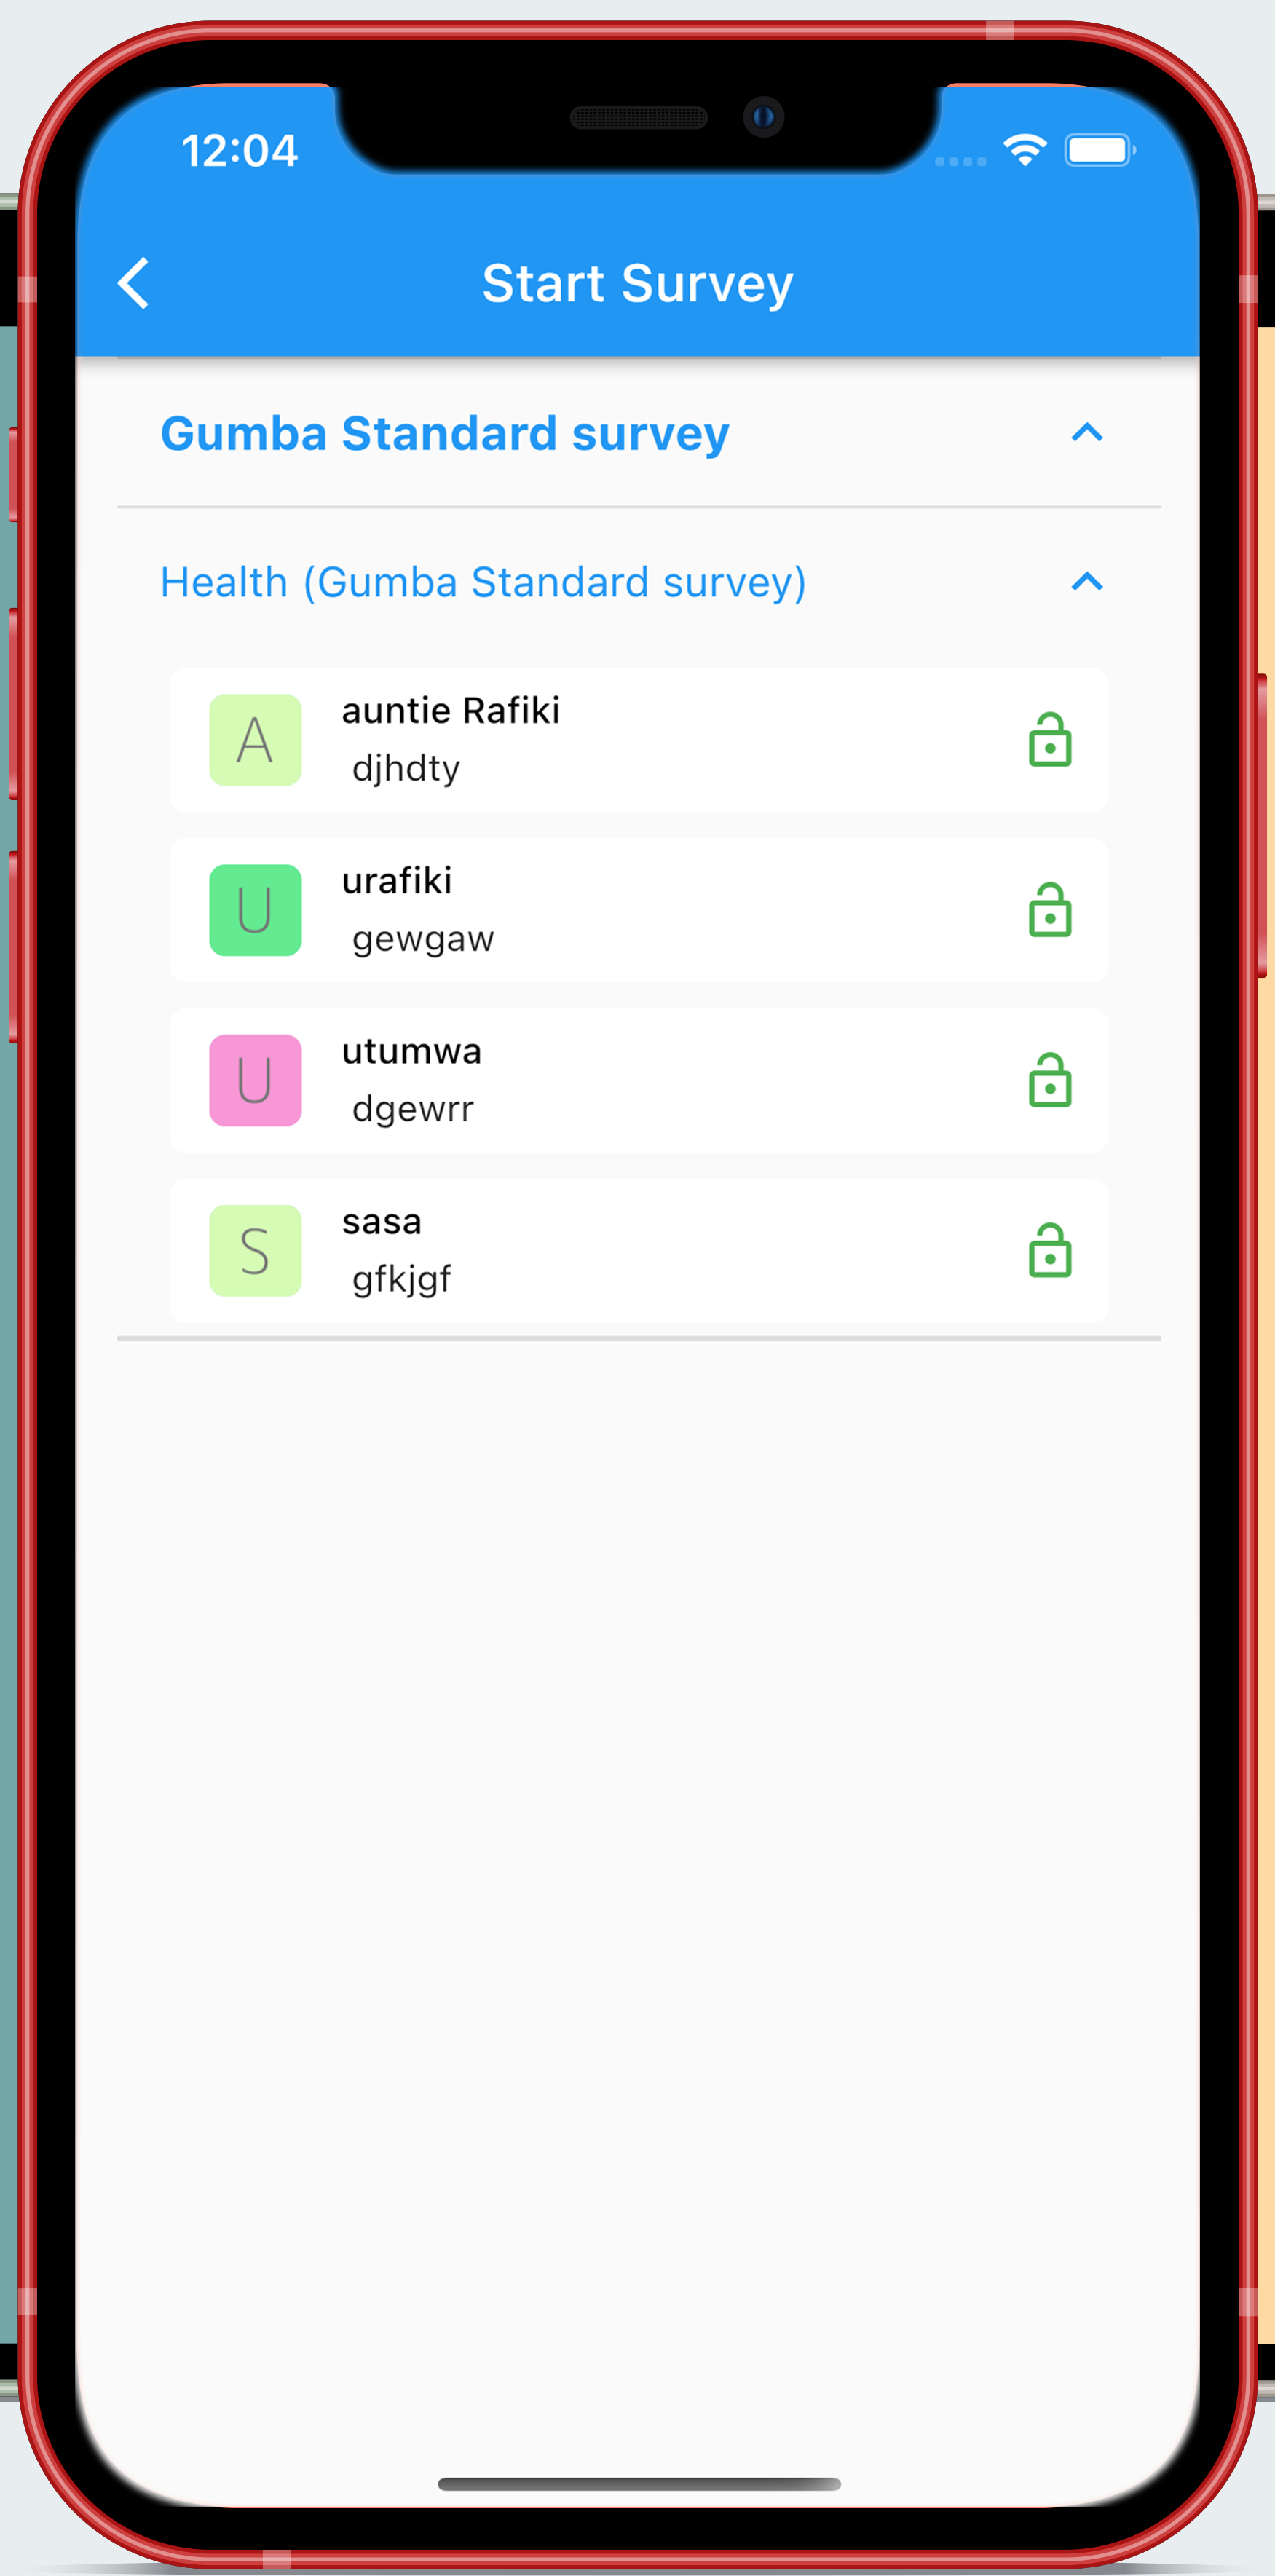 12:04
Start Survey
Gumba Standard survey
Health (Gumba Standard survey)
A
auntie Rafiki
djhdty
U
urafiki
gewgaw
U
utumwa
dgewrr
S
sasa
gfkjgf